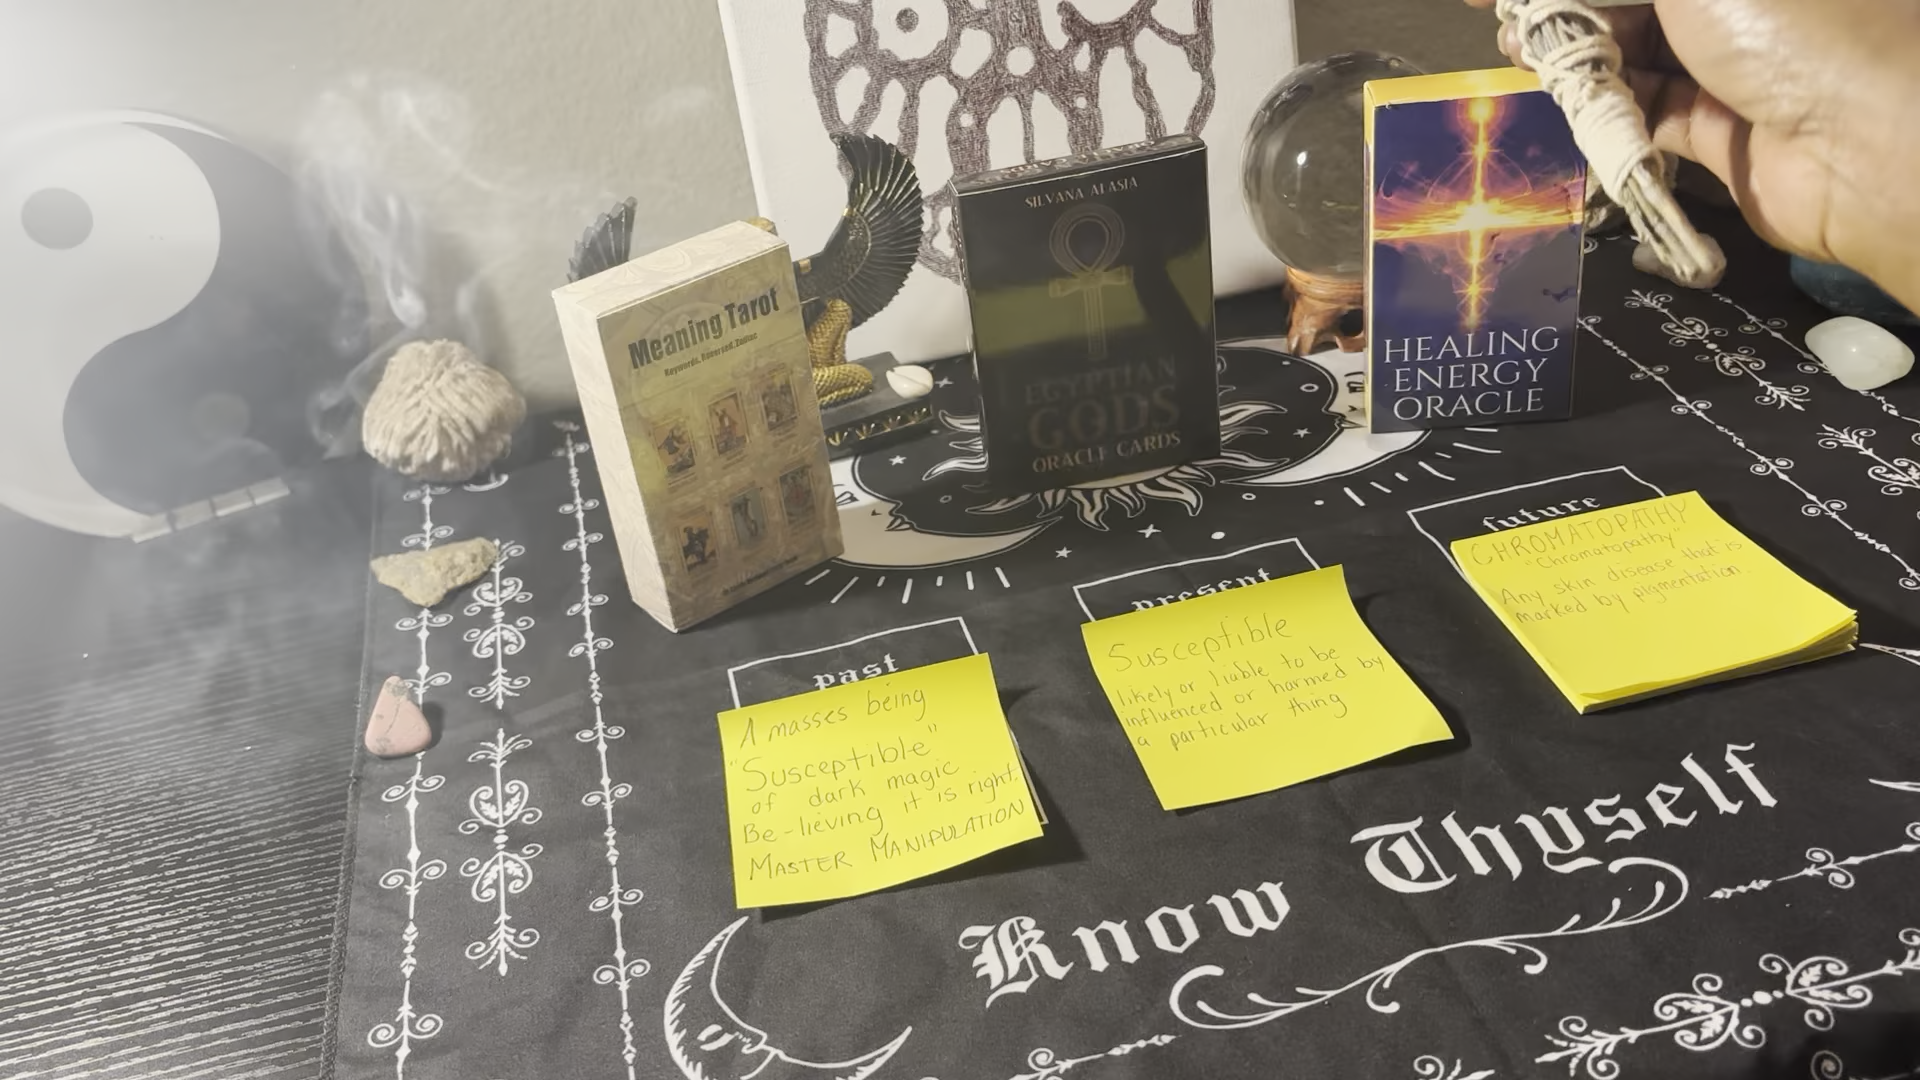 SILVANA ALASIA
EGYPTIAN
GODS
ORACLE CARDS
Meaning Tarot
Keywords, Reversed, Zodiac
HEALING
ENERGY
ORACLE
past
A masses being
"Susceptible"
of dark magic
Be-lieving it is right.
MASTER MANIPULATION
present
Susceptible
likely or liable to be
influenced or harmed by
a particular thing
future
CHROMATOPATHY
"Chromatopathy"
Any skin disease that is
marked by pigmentation.
Know Thyself